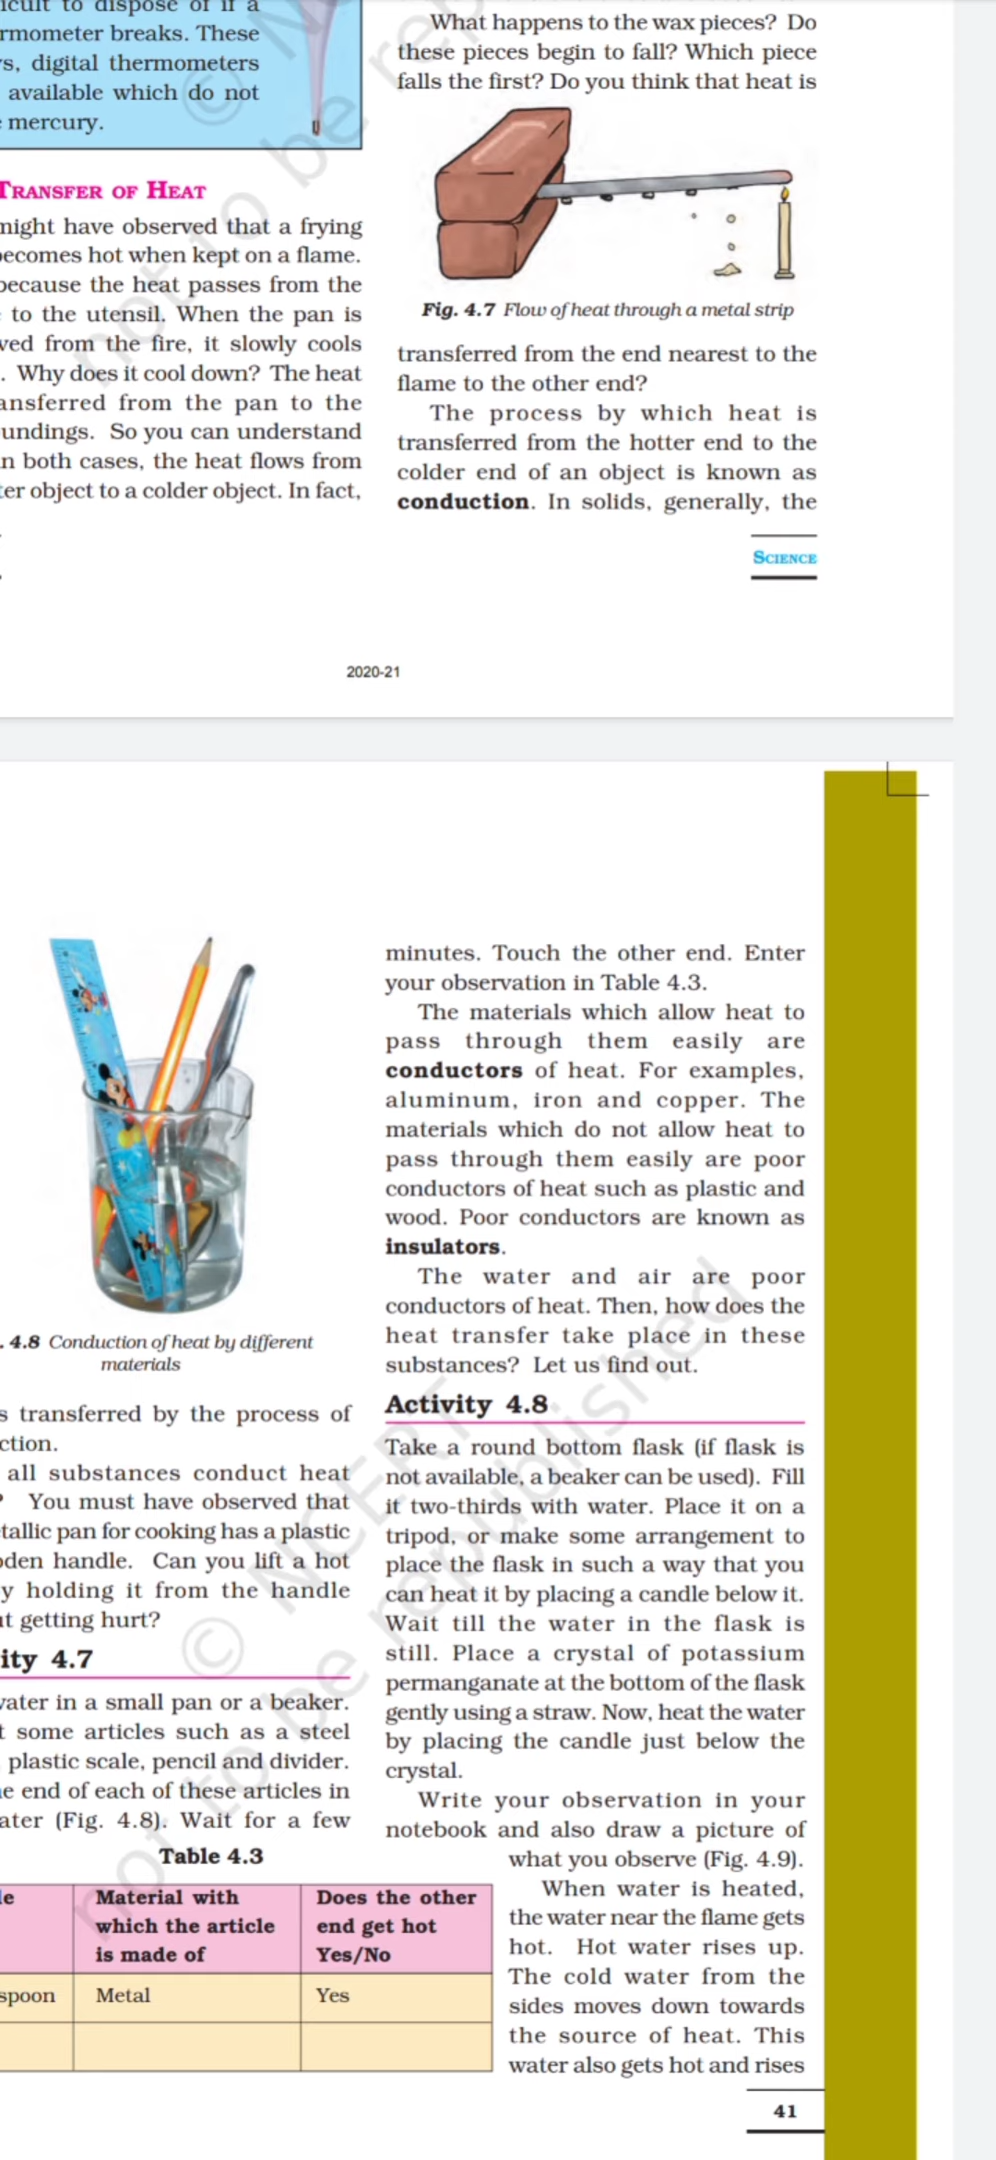 icult to dispose of if a
rmometer breaks. These
s, digital thermometers
available which do not
mercury.
TRANSFER OF HEAT
might have observed that a frying
becomes hot when kept on a flame.
because the heat passes from the
to the utensil. When the pan is
ved from the fire, it slowly cools
. Why does it cool down? The heat
ansferred from the pan to the
undings. So you can understand
n both cases, the heat flows from
ter object to a colder object. In fact,
What happens to the wax pieces? Do
these pieces begin to fall? Which piece
falls the first? Do you think that heat is
Fig. 4.7 Flow of heat through a metal strip
transferred from the end nearest to the
flame to the other end?
The process by which heat is
transferred from the hotter end to the
colder end of an object is known as
conduction. In solids, generally, the
SCIENCE
2020-21
. 4.8 Conduction of heat by different
materials
s transferred by the process of
ction.
all substances conduct heat
? You must have observed that
tallic pan for cooking has a plastic
oden handle. Can you lift a hot
y holding it from the handle
ut getting hurt?
ity 4.7
water in a small pan or a beaker.
t some articles such as a steel
plastic scale, pencil and divider.
ne end of each of these articles in
ater (Fig. 4.8). Wait for a few
minutes. Touch the other end. Enter
your observation in Table 4.3.
The materials which allow heat to
pass through them easily are
conductors of heat. For examples,
aluminum, iron and copper. The
materials which do not allow heat to
pass through them easily are poor
conductors of heat such as plastic and
wood. Poor conductors are known as
insulators.
The water and air are poor
conductors of heat. Then, how does the
heat transfer take place in these
substances? Let us find out.
Activity 4.8
Take a round bottom flask (if flask is
not available, a beaker can be used). Fill
it two-thirds with water. Place it on a
tripod, or make some arrangement to
place the flask in such a way that you
can heat it by placing a candle below it.
Wait till the water in the flask is
still. Place a crystal of potassium
permanganate at the bottom of the flask
gently using a straw. Now, heat the water
by placing the candle just below the
crystal.
Write your observation in your
notebook and also draw a picture of
what you observe (Fig. 4.9).
When water is heated,
the water near the flame gets
hot. Hot water rises up.
The cold water from the
sides moves down towards
the source of heat. This
water also gets hot and rises
Table 4.3
le
Material with
which the article
is made of
Does the other
end get hot
Yes/No
spoon
Metal
Yes
41
© NCERT
not to be republished